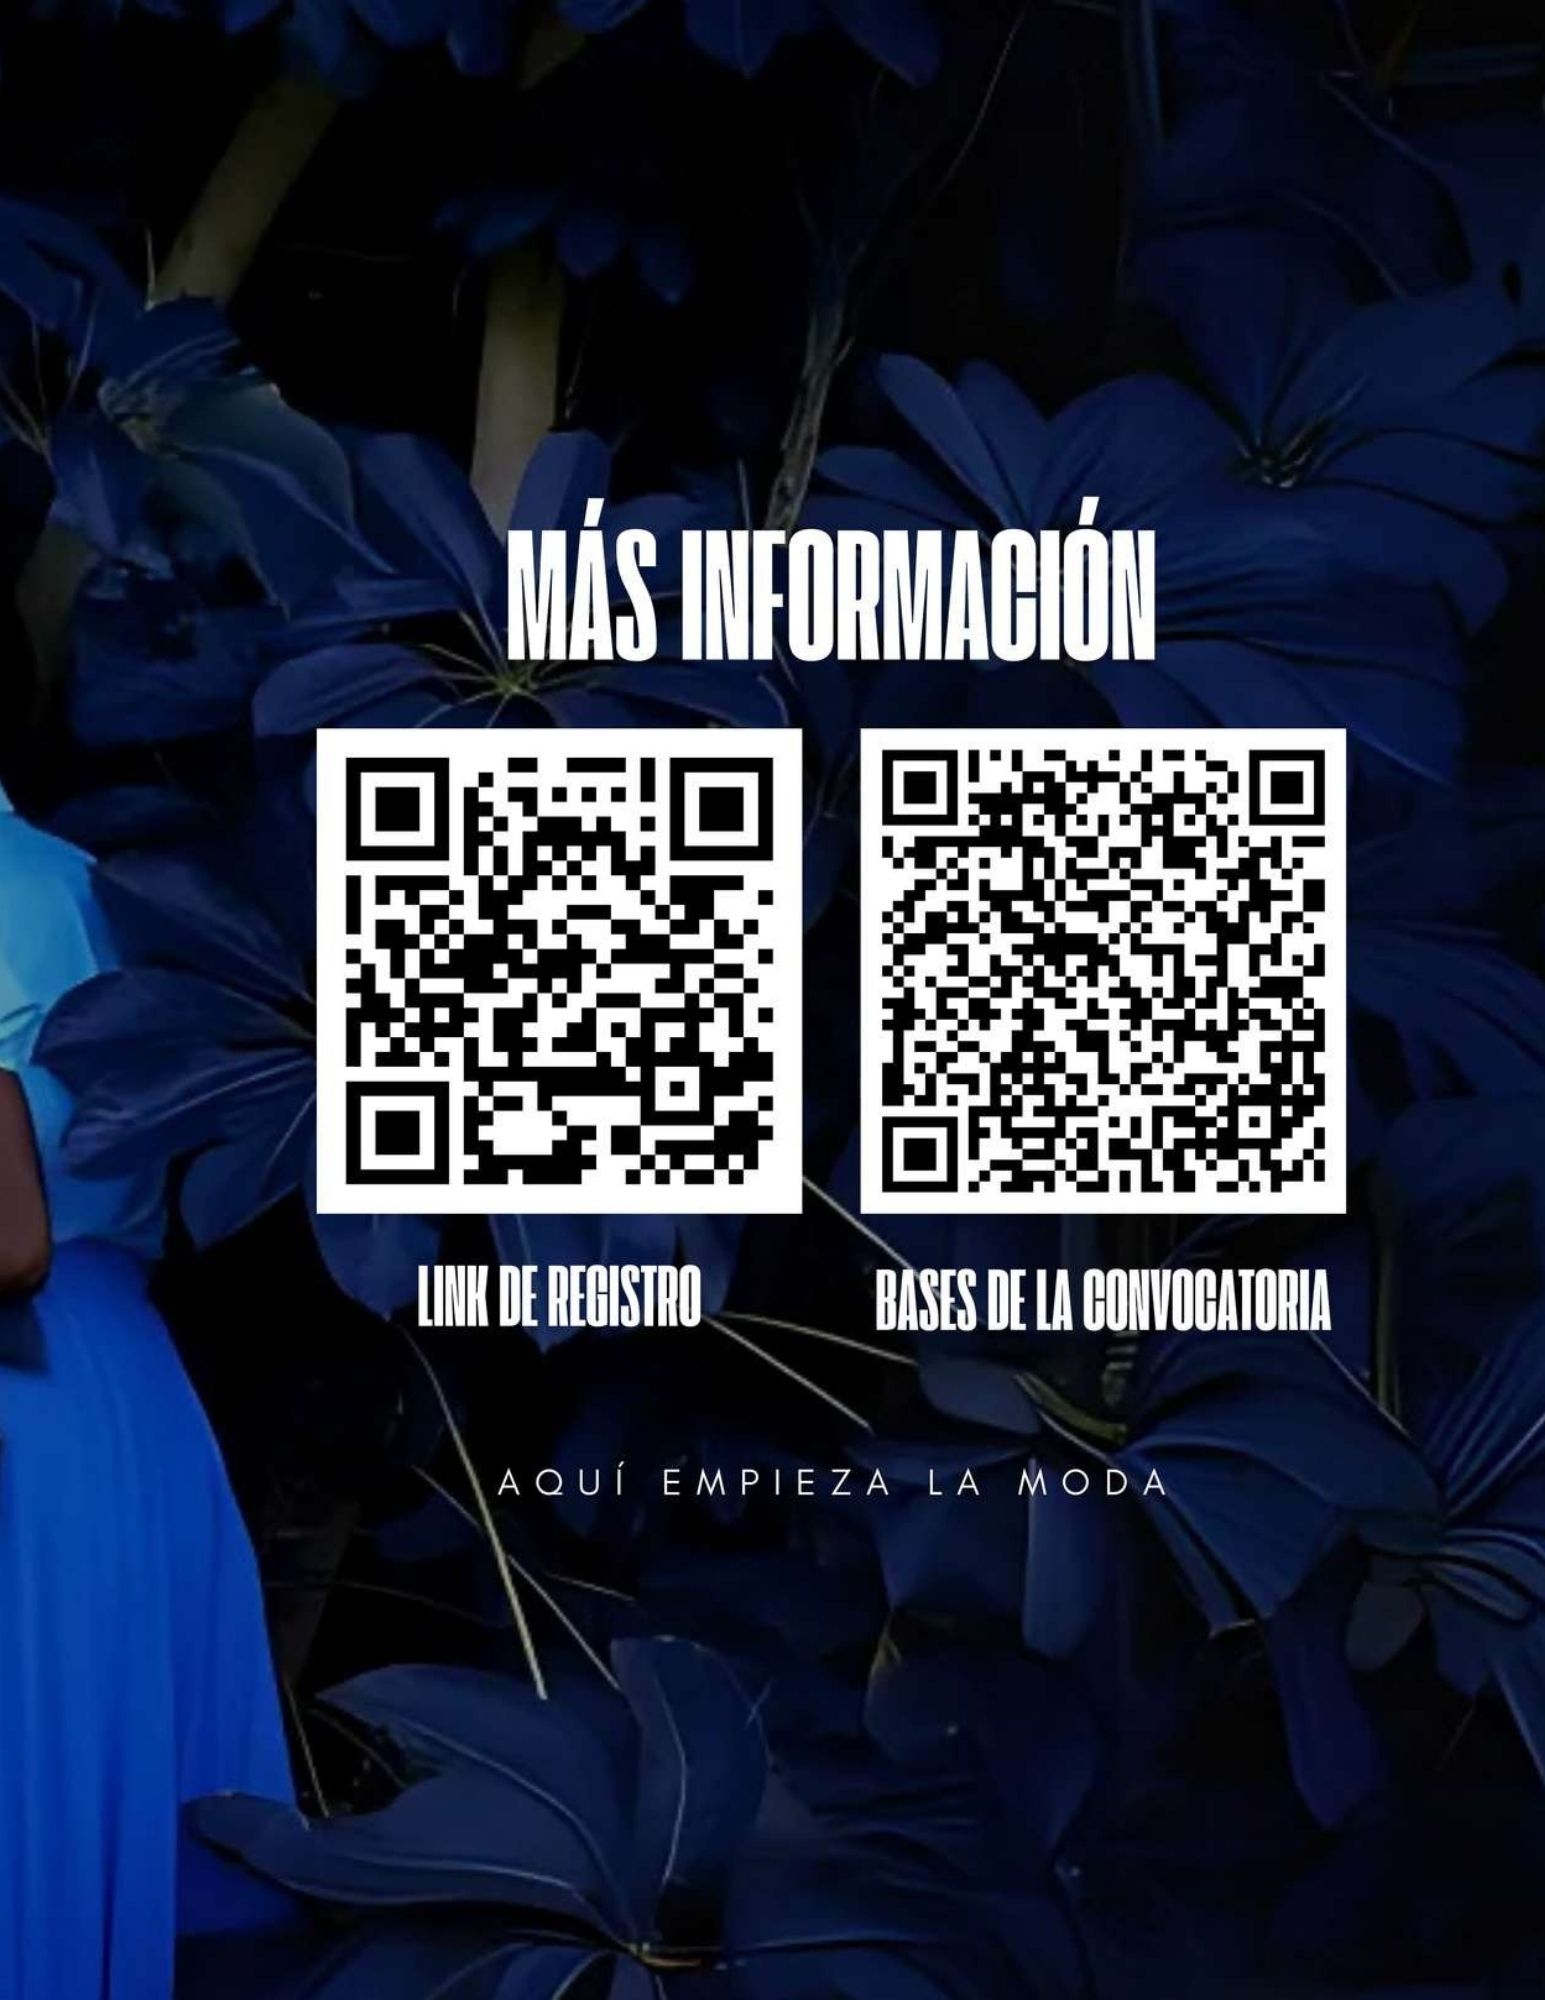 MÁS INFORMACIÓN
LINK DE REGISTRO
BASES DE LA CONVOCATORIA
AQUÍ EMPIEZA LA MODA